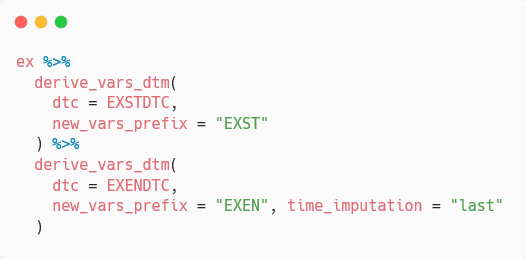 ex %>%
  derive_vars_dtm(
    dtc = EXSTDTC,
    new_vars_prefix = "EXST"
  ) %>%
  derive_vars_dtm(
    dtc = EXENDTC,
    new_vars_prefix = "EXEN", time_imputation = "last"
  )